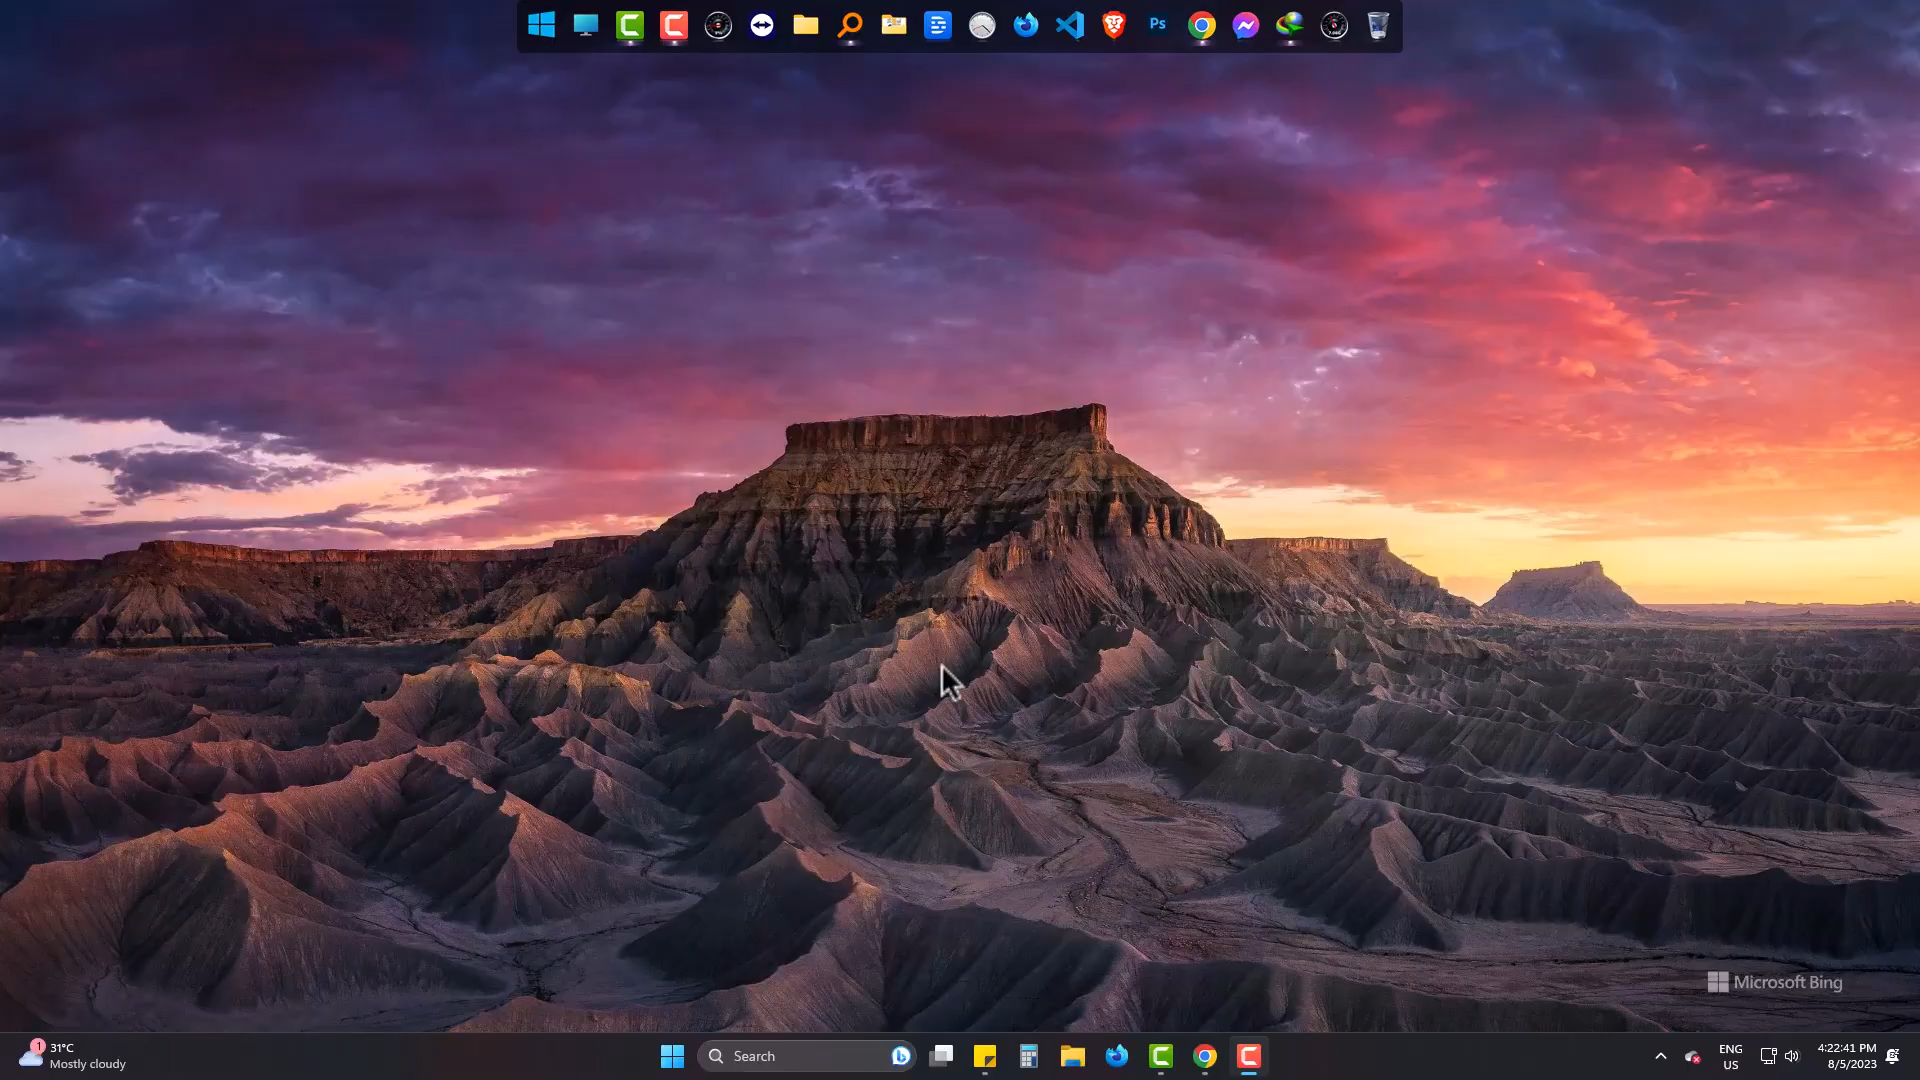 Ps
Microsoft Bing
1
31°C
Mostly cloudy
Search
ENG
US
4:22:41 PM
8/5/2023